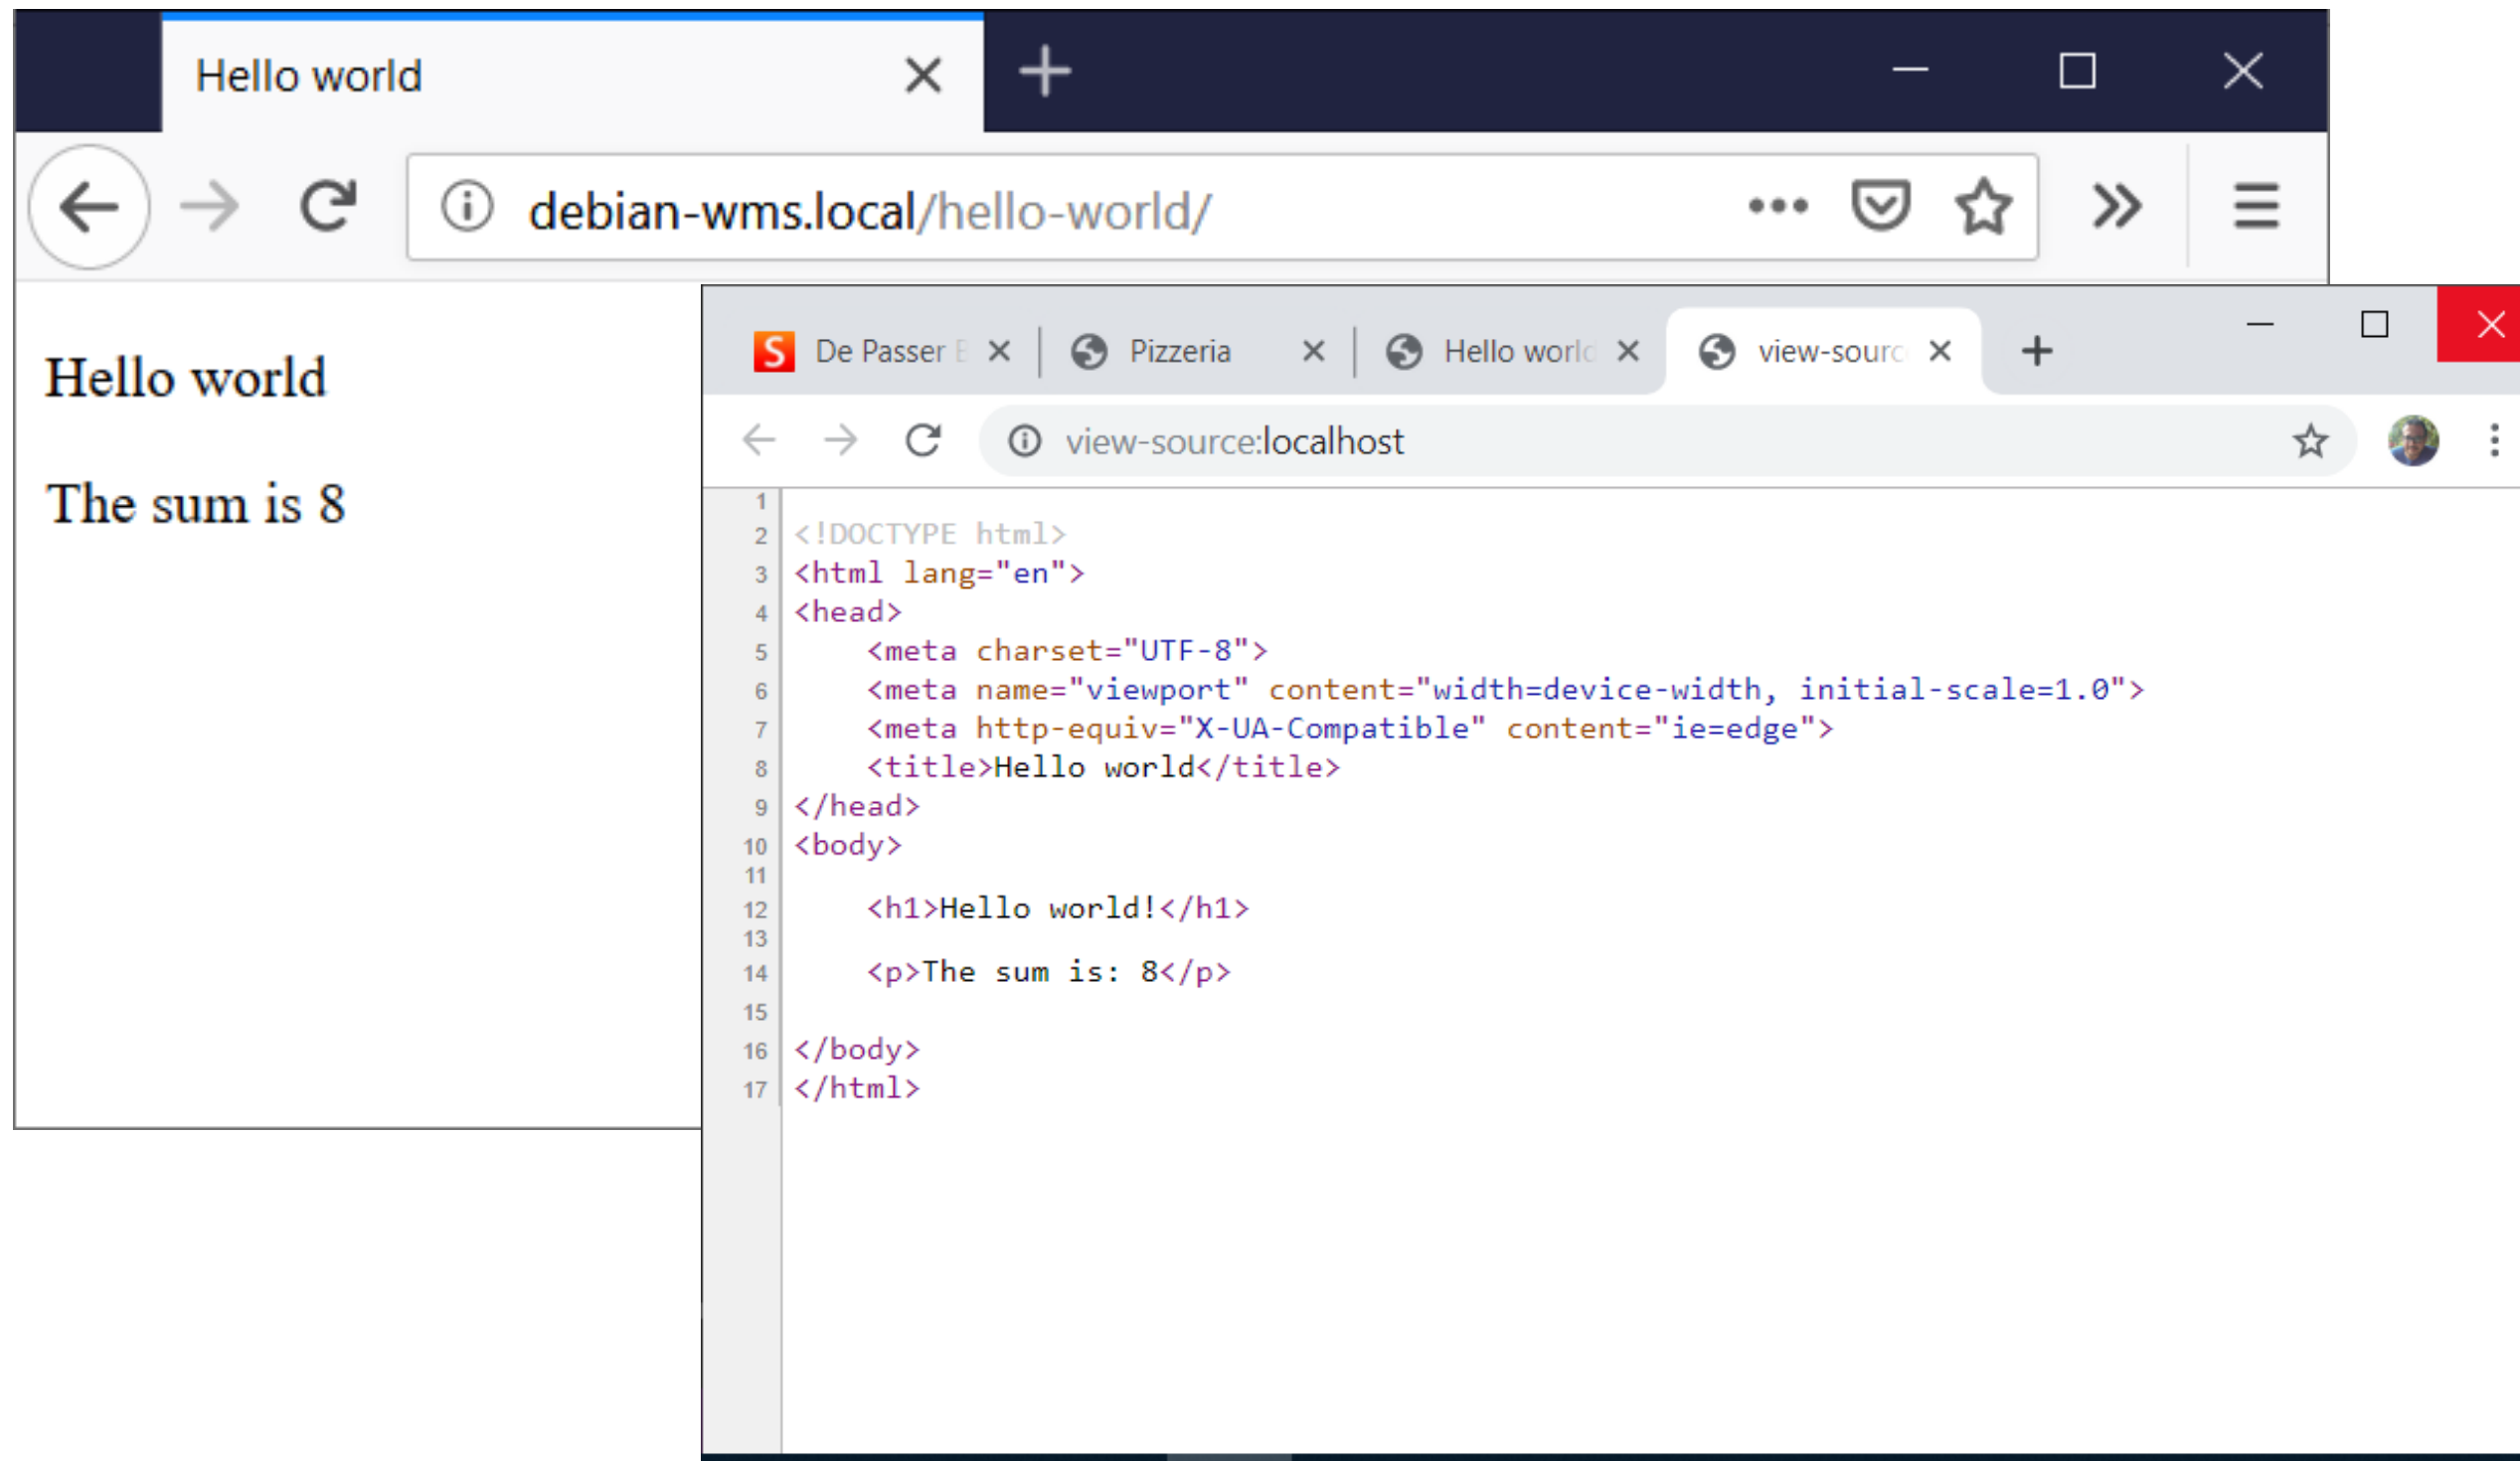 Hello world
debian-wms.local/hello-world/
Hello world
The sum is 8
De Passer Pizzeria Hello world view-sourc
view-source:localhost
1
2 <!DOCTYPE html>
3 <html lang="en">
4 <head>
5 <meta charset="UTF-8">
6 <meta name="viewport" content="width=device-width, initial-scale=1.0">
7 <meta http-equiv="X-UA-Compatible" content="ie=edge">
8 <title>Hello world</title>
9 </head>
10 <body>
11
12 <h1>Hello world!</h1>
13
14 <p>The sum is: 8</p>
15
16 </body>
17 </html>